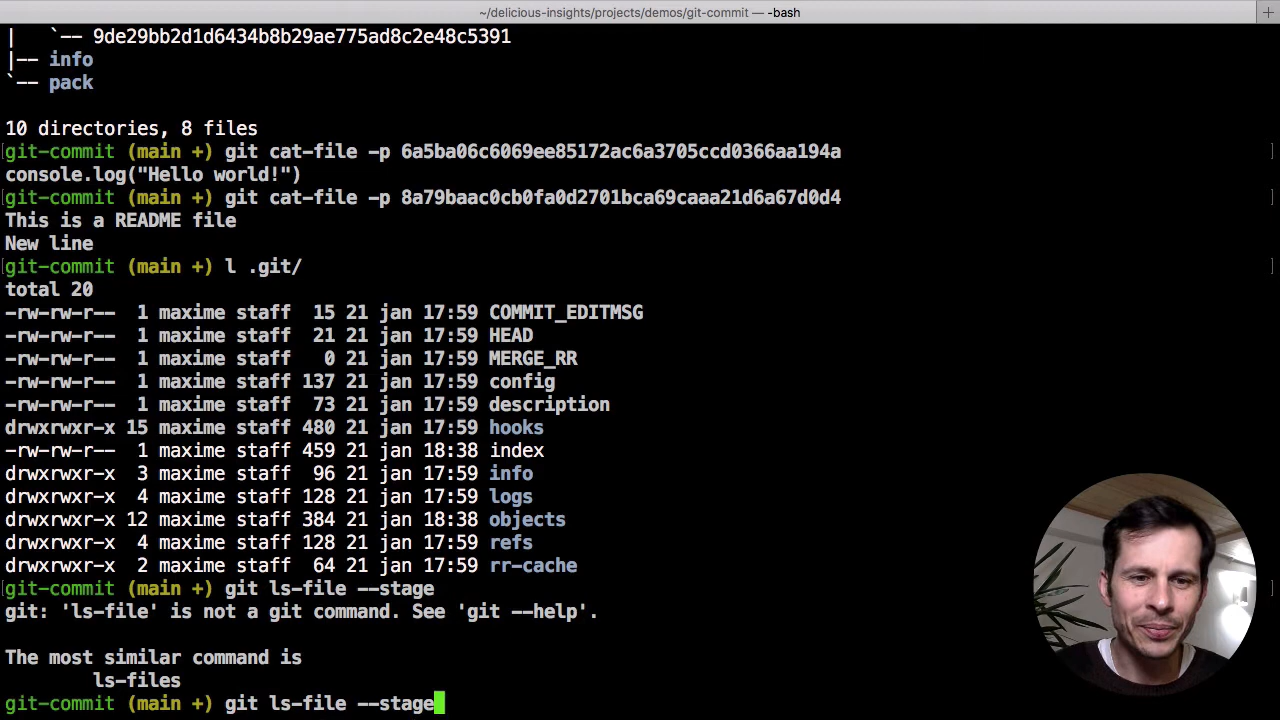 ~/delicious-insights/projects/demos/git-commit — -bash
|   `-- 9de29bb2d1d6434b8b29ae775ad8c2e48c5391
|-- info
`-- pack
10 directories, 8 files
git-commit (main +) git cat-file -p 6a5ba06c6069ee85172ac6a3705ccd0366aa194a
console.log("Hello world!")
git-commit (main +) git cat-file -p 8a79baac0cb0fa0d2701bca69caaa21d6a67d0d4
This is a README file
New line
git-commit (main +) l .git/
total 20
-rw-rw-r--  1 maxime staff  15 21 jan 17:59 COMMIT_EDITMSG
-rw-rw-r--  1 maxime staff  21 21 jan 17:59 HEAD
-rw-rw-r--  1 maxime staff   0 21 jan 17:59 MERGE_RR
-rw-rw-r--  1 maxime staff 137 21 jan 17:59 config
-rw-rw-r--  1 maxime staff  73 21 jan 17:59 description
drwxrwxr-x 15 maxime staff 480 21 jan 17:59 hooks
-rw-rw-r--  1 maxime staff 459 21 jan 18:38 index
drwxrwxr-x  3 maxime staff  96 21 jan 17:59 info
drwxrwxr-x  4 maxime staff 128 21 jan 17:59 logs
drwxrwxr-x 12 maxime staff 384 21 jan 18:38 objects
drwxrwxr-x  4 maxime staff 128 21 jan 17:59 refs
drwxrwxr-x  2 maxime staff  64 21 jan 17:59 rr-cache
git-commit (main +) git ls-file --stage
git: 'ls-file' is not a git command. See 'git --help'.
The most similar command is
        ls-files
git-commit (main +) git ls-file --stage